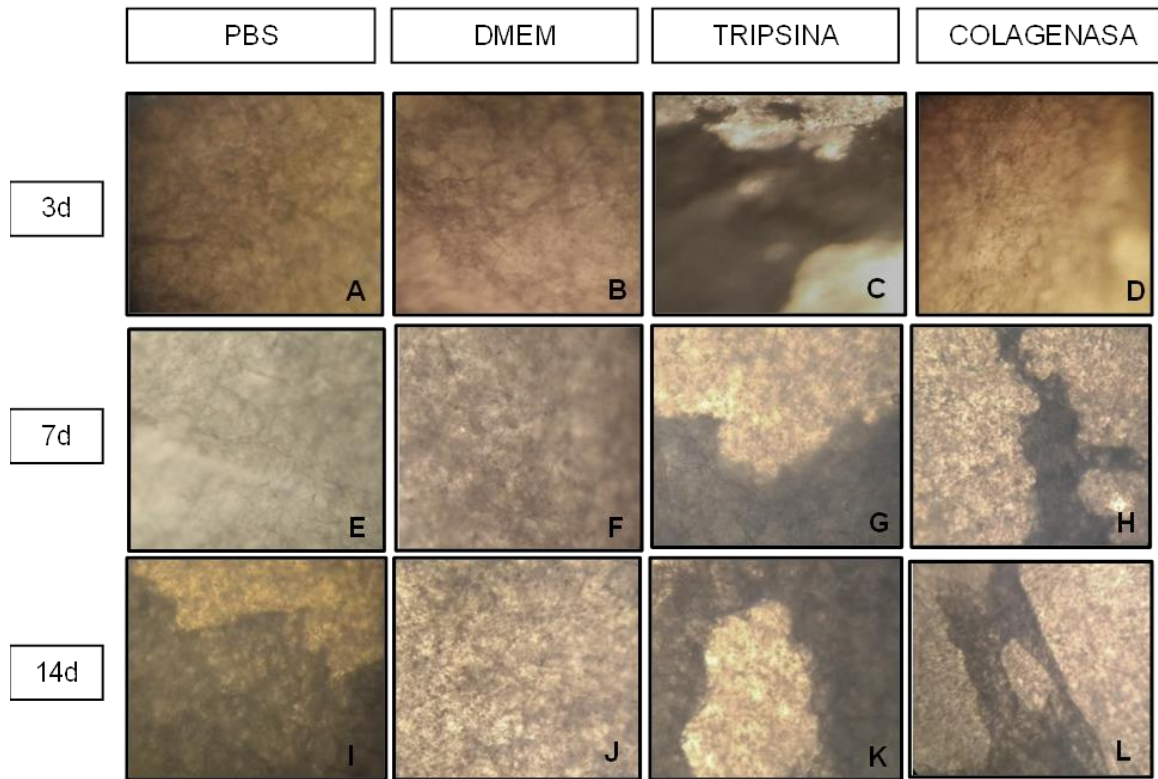 PBS DMEM TRIPSINA COLAGENASA
3d
A B C D
7d
E F G H
14d
I J K L